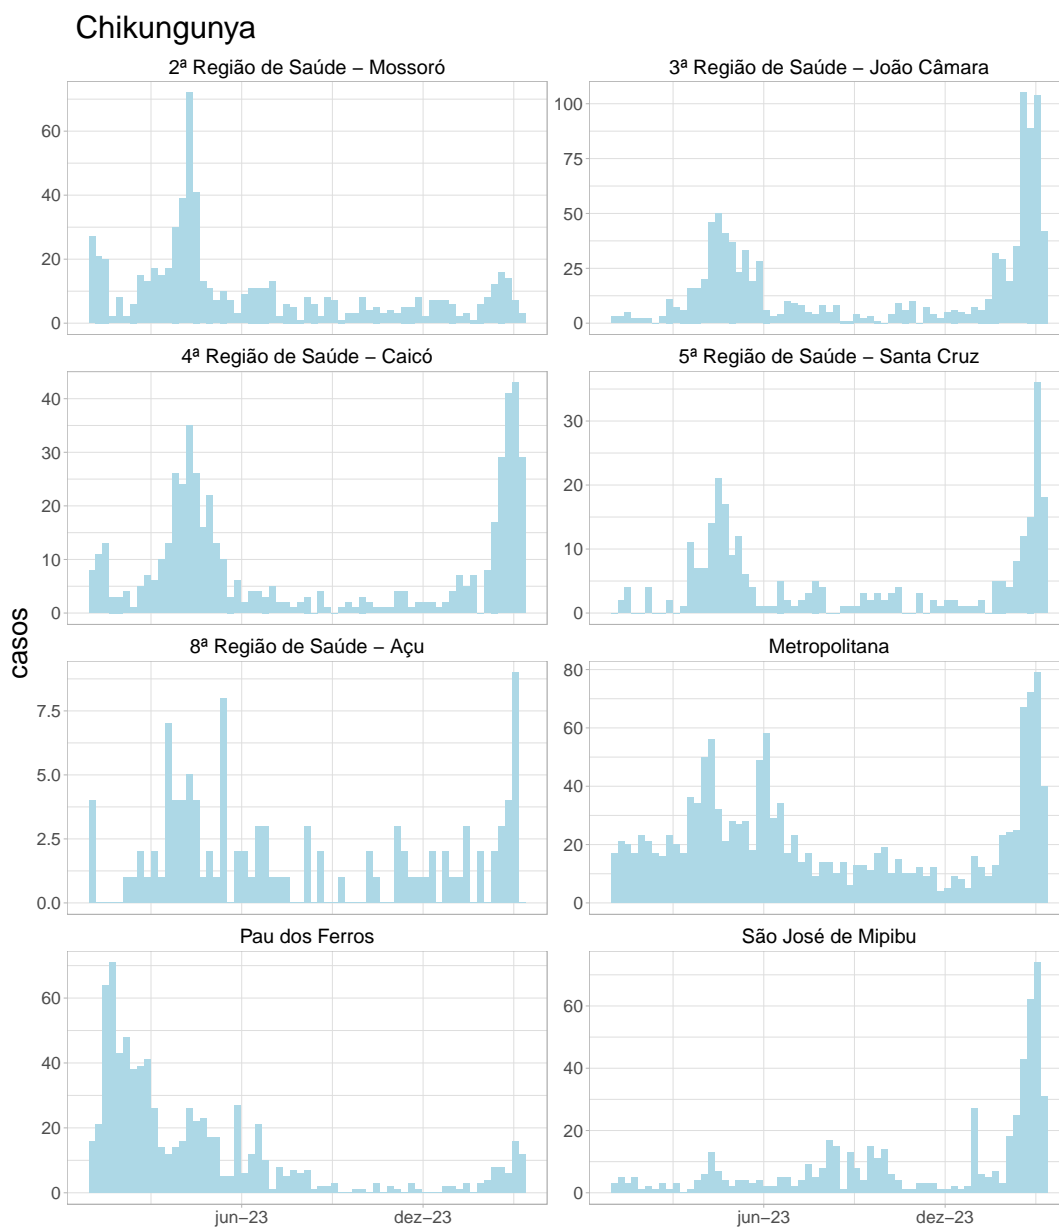 Chikungunya
2ª Região de Saúde − Mossoró
3ª Região de Saúde − João Câmara
60
40
20
0
100
75
50
25
0
4ª Região de Saúde − Caicó
5ª Região de Saúde − Santa Cruz
40
30
20
10
0
30
20
10
0
casos
8ª Região de Saúde − Açu
Metropolitana
7.5
5.0
2.5
0.0
80
60
40
20
0
Pau dos Ferros
São José de Mipibu
60
40
20
0
60
40
20
0
jun−23
dez−23
jun−23
dez−23